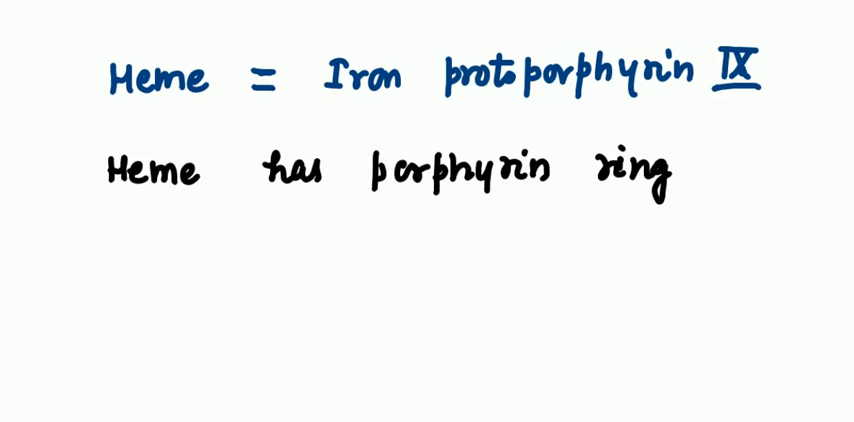 Heme = Iron protoporphyrin IX
Heme has porphyrin ring